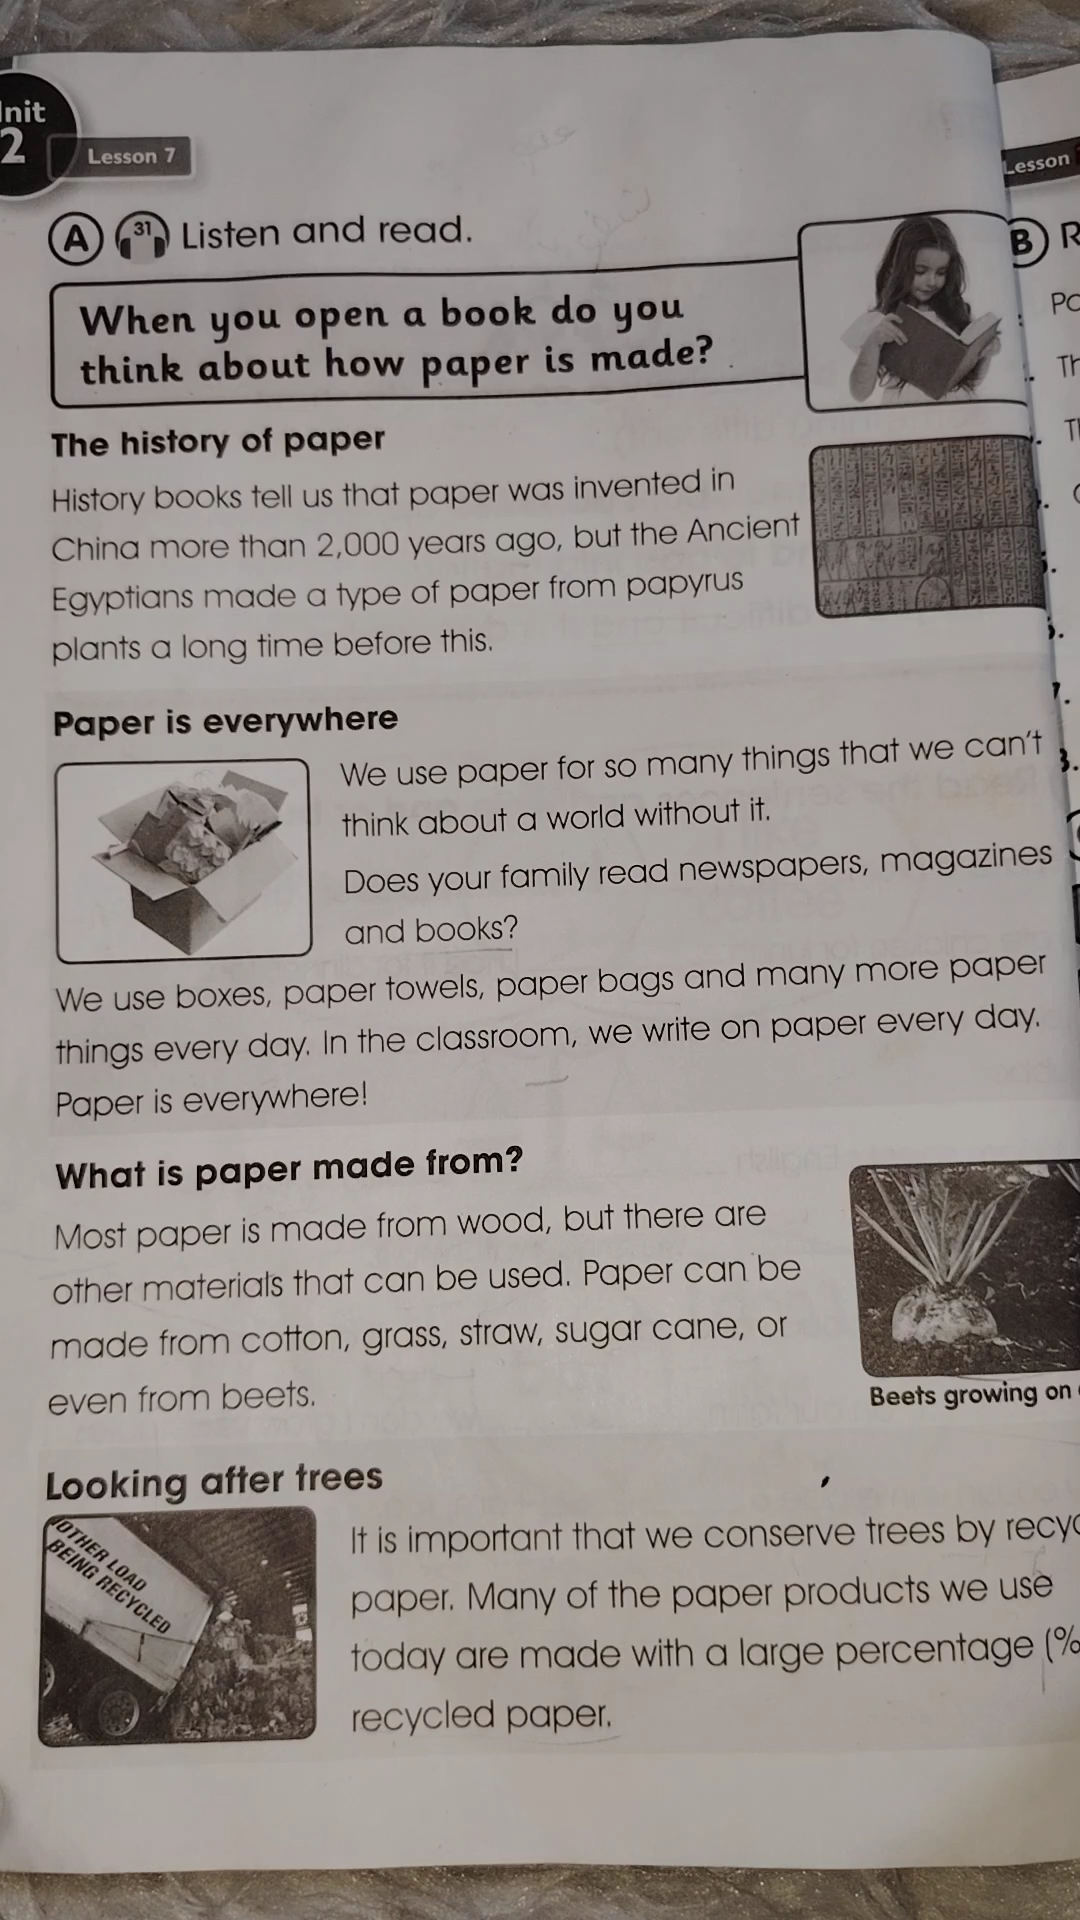 Unit
2
Lesson 7
A 31 Listen and read.
When you open a book do you
think about how paper is made?
The history of paper
History books tell us that paper was invented in
China more than 2,000 years ago, but the Ancient
Egyptians made a type of paper from papyrus
plants a long time before this.
Paper is everywhere
We use paper for so many things that we can't
think about a world without it.
Does your family read newspapers, magazines
and books?
We use boxes, paper towels, paper bags and many more paper
things every day. In the classroom, we write on paper every day.
Paper is everywhere!
What is paper made from?
Most paper is made from wood, but there are
other materials that can be used. Paper can be
made from cotton, grass, straw, sugar cane, or
even from beets.
Beets growing on
Looking after trees
OTHER LOAD
BEING RECYCLED
It is important that we conserve trees by recyc
paper. Many of the paper products we use
today are made with a large percentage (%
recycled paper.
Lesson
B R
Pa
Th